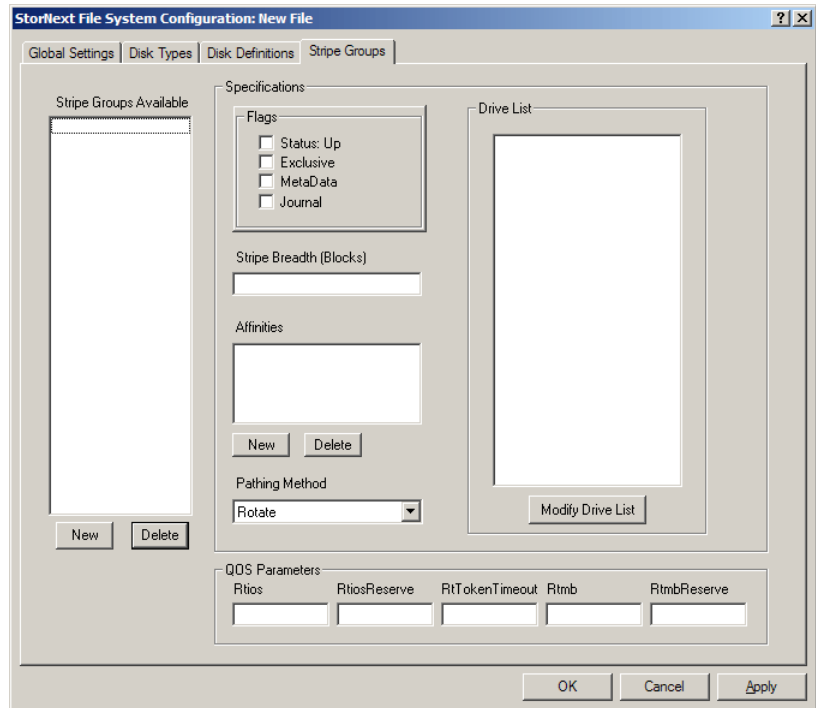 StorNext File System Configuration: New File
Global Settings Disk Types Disk Definitions Stripe Groups
Stripe Groups Available
New Delete
Specifications
Flags
Status: Up
Exclusive
MetaData
Journal
Stripe Breadth (Blocks)
Affinities
New Delete
Pathing Method
Rotate
Drive List
Modify Drive List
QOS Parameters
Rtios RtiosReserve RtTokenTimeout Rtmb RtmbReserve
OK Cancel Apply